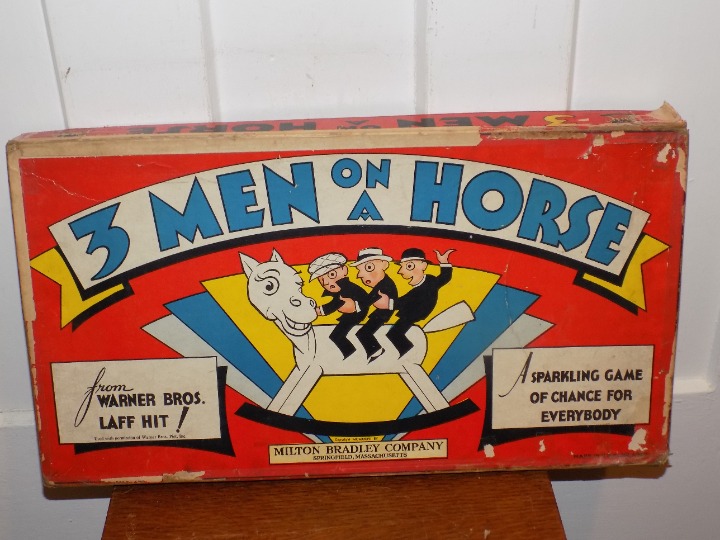 3 MEN ON A HORSE
3 MEN ON A HORSE
from
WARNER BROS.
LAFF HIT!
A SPARKLING GAME
OF CHANCE FOR
EVERYBODY
MILTON BRADLEY COMPANY
SPRINGFIELD, MASSACHUSETTS